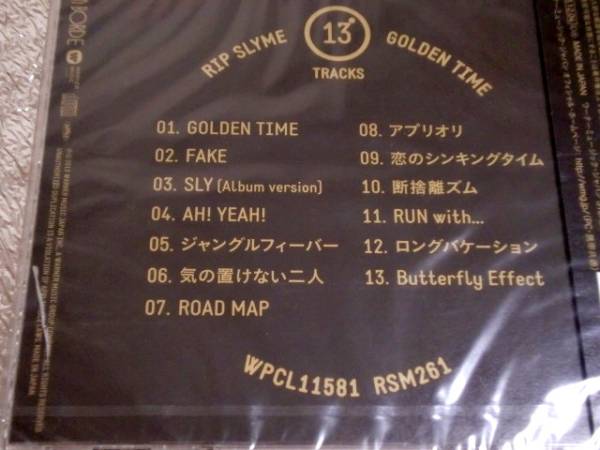 RIP SLYME 13 TRACKS GOLDEN TIME
01. GOLDEN TIME
02. FAKE
03. SLY (Album version)
04. AH! YEAH!
05. ジャングルフィーバー
06. 気の置けない二人
07. ROAD MAP
08. アプリオリ
09. 恋のシンキングタイム
10. 断捨離ズム
11. RUN with...
12. ロングバケーション
13. Butterfly Effect
WPCL11581 RSM261
MADE IN JAPAN